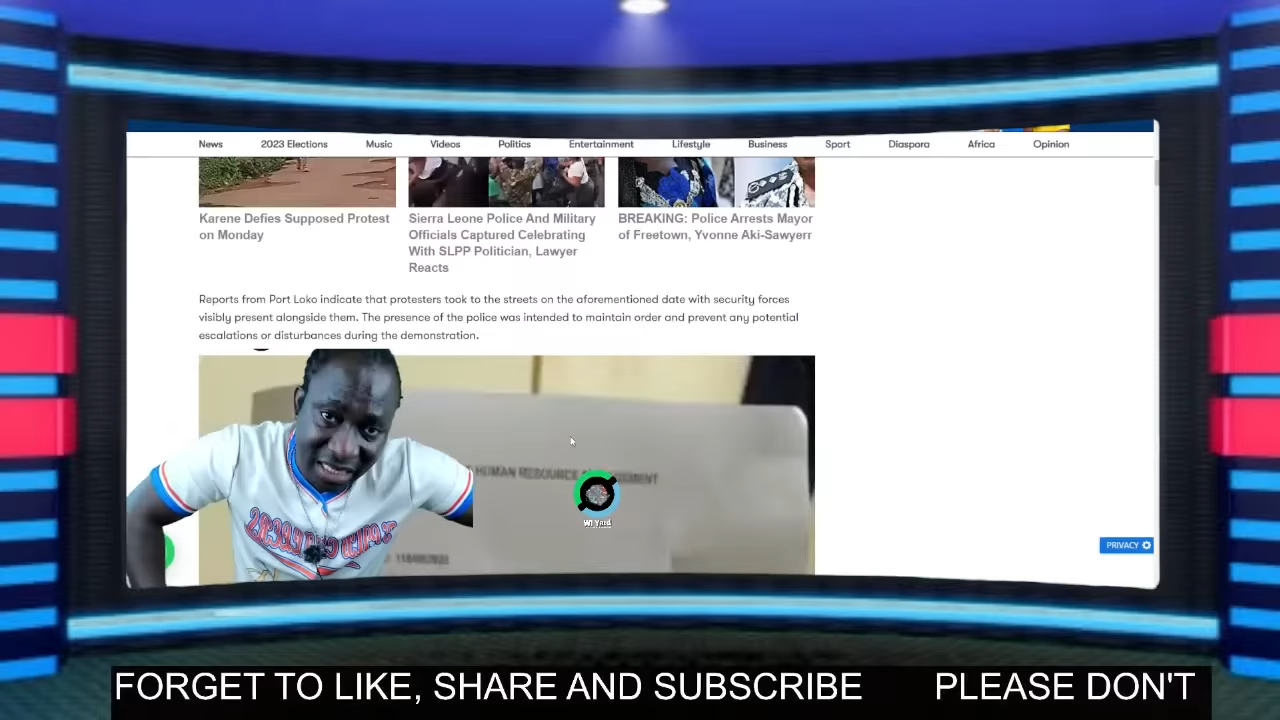 News 2023 Elections Music Videos Politics Entertainment Lifestyle Business Sport Diaspora Africa Opinion
Karene Defies Supposed Protest
on Monday
Sierra Leone Police And Military
Officials Captured Celebrating
With SLPP Politician, Lawyer
Reacts
BREAKING: Police Arrests Mayor
of Freetown, Yvonne Aki-Sawyerr
Reports from Port Loko indicate that protesters took to the streets on the aforementioned date with security forces
visibly present alongside them. The presence of the police was intended to maintain order and prevent any potential
escalations or disturbances during the demonstration.
HUMAN RESOURCE
WI Yard
PRIVACY
FORGET TO LIKE, SHARE AND SUBSCRIBE PLEASE DON'T